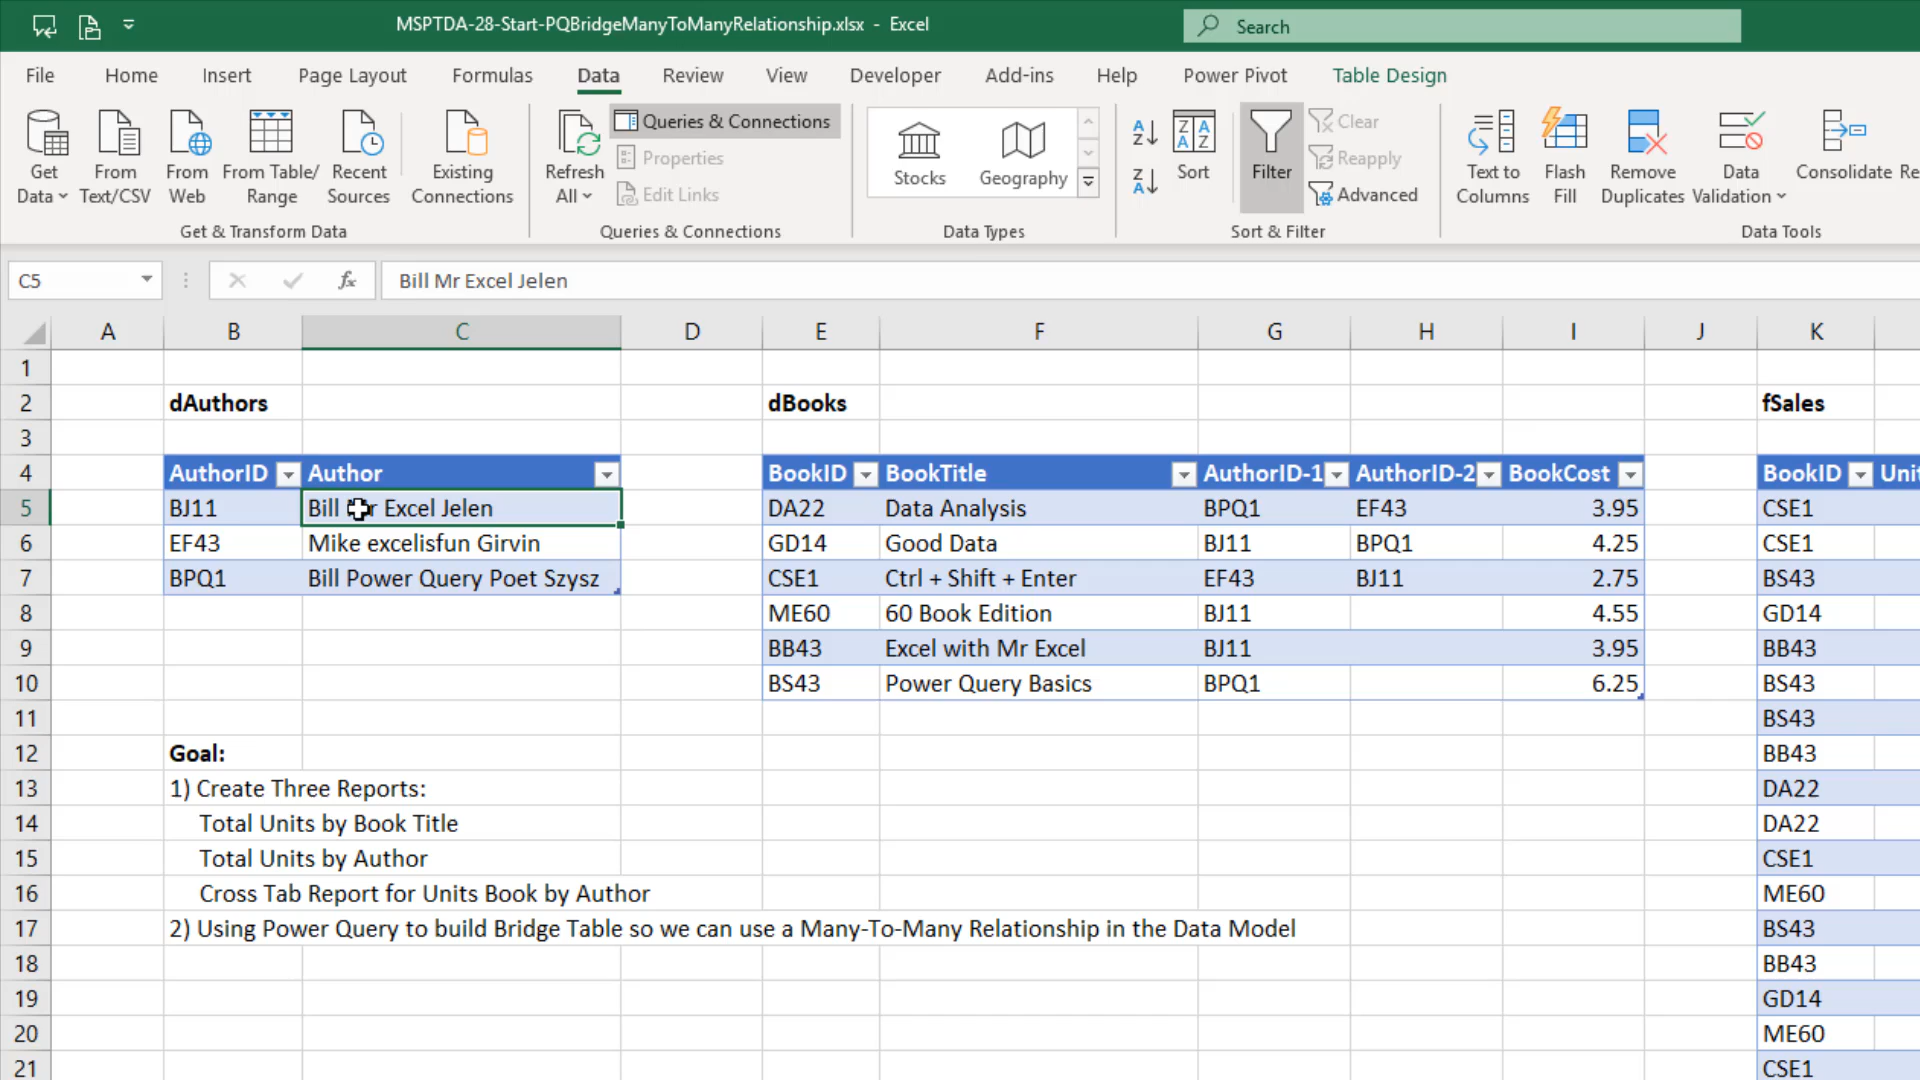 MSPTDA-28-Start-PQBridgeManyToManyRelationship.xlsx - Excel
Search
File Home Insert Page Layout Formulas Data Review View Developer Add-ins Help Power Pivot Table Design
Get Data
From Text/CSV
From Web
From Table/ Range
Recent Sources
Existing Connections
Get & Transform Data
Refresh All
Queries & Connections
Properties
Edit Links
Queries & Connections
Stocks
Geography
Data Types
Sort
Filter
Clear
Reapply
Advanced
Sort & Filter
Text to Columns
Flash Fill
Remove Duplicates
Data Validation
Consolidate
Data Tools
C5 fx Bill Mr Excel Jelen
A B C D E F G H I J K
1
2 dAuthors dBooks fSales
3
4 AuthorID Author BookID BookTitle AuthorID-1 AuthorID-2 BookCost BookID
5 BJ11 Bill Mr Excel Jelen DA22 Data Analysis BPQ1 EF43 3.95 CSE1
6 EF43 Mike excelisfun Girvin GD14 Good Data BJ11 BPQ1 4.25 CSE1
7 BPQ1 Bill Power Query Poet Szysz CSE1 Ctrl + Shift + Enter EF43 BJ11 2.75 BS43
8 ME60 60 Book Edition BJ11 4.55 GD14
9 BB43 Excel with Mr Excel BJ11 3.95 BB43
10 BS43 Power Query Basics BPQ1 6.25 BS43
11 BS43
12 Goal: BB43
13 1) Create Three Reports: DA22
14 Total Units by Book Title DA22
15 Total Units by Author CSE1
16 Cross Tab Report for Units Book by Author ME60
17 2) Using Power Query to build Bridge Table so we can use a Many-To-Many Relationship in the Data Model BS43
18 BB43
19 GD14
20 ME60
21 CSE1